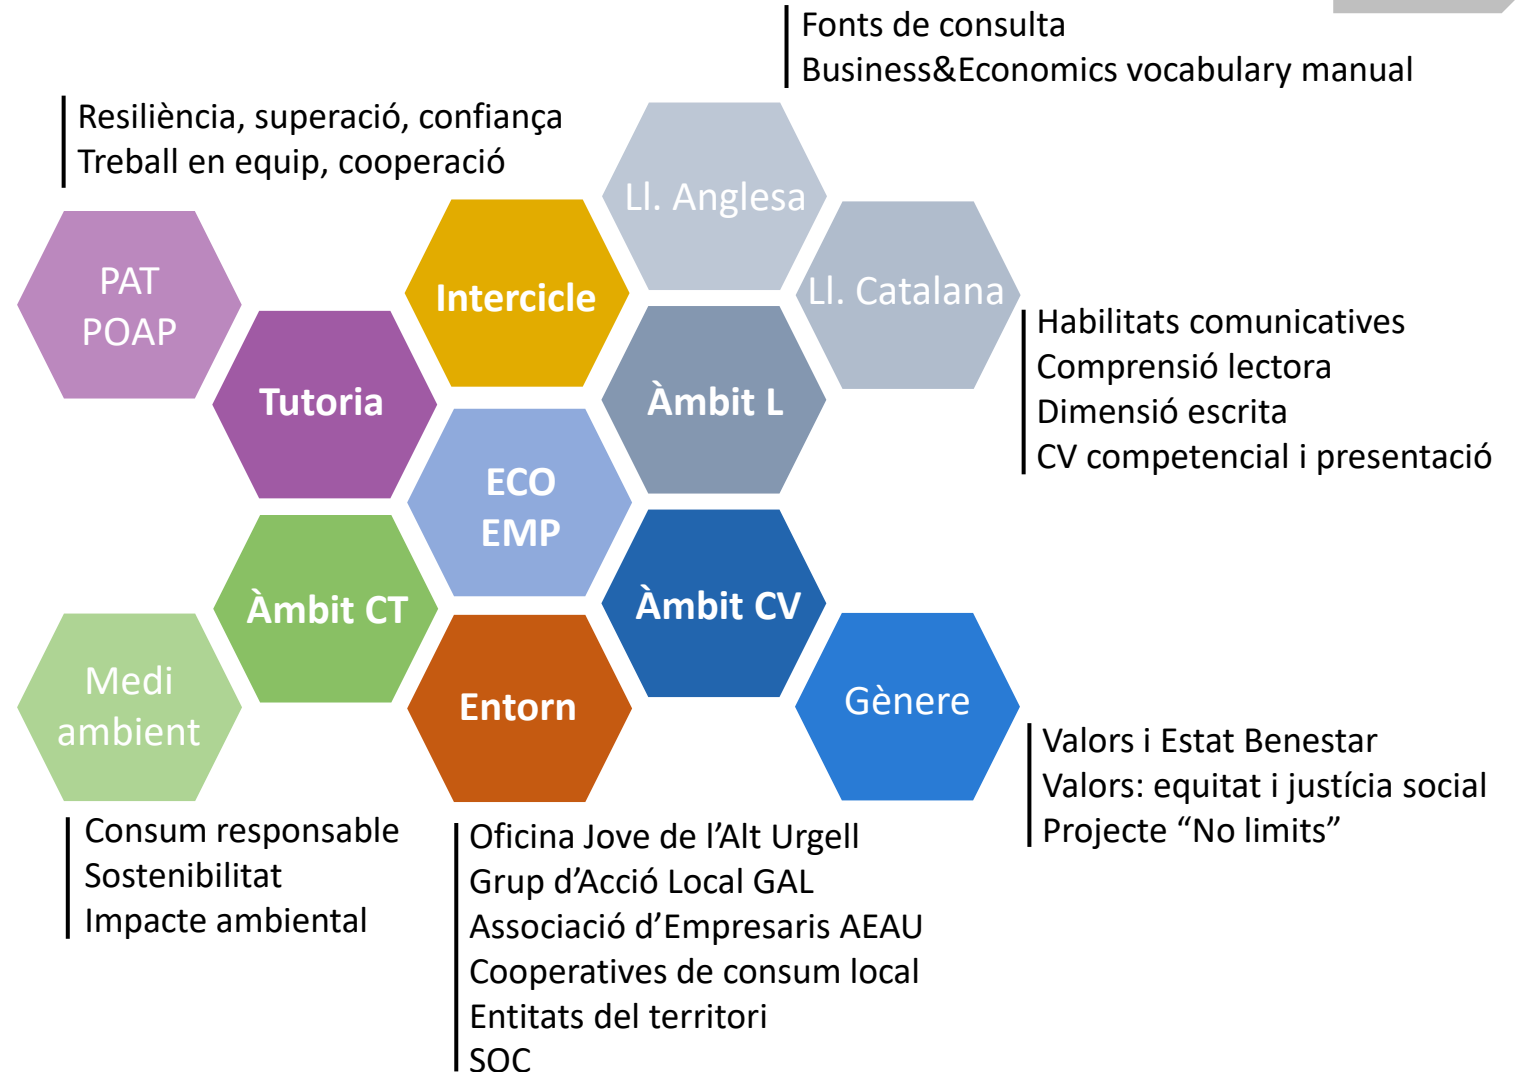 Fonts de consulta
Business&Economics vocabulary manual
Resiliència, superació, confiança
Treball en equip, cooperació
Ll. Anglesa
PAT
POAP
Intercicle
Ll. Catalana
Habilitats comunicatives
Comprensió lectora
Dimensió escrita
CV competencial i presentació
Tutoria
Àmbit L
ECO
EMP
Àmbit CT
Àmbit CV
Medi
ambient
Entorn
Gènere
Valors i Estat Benestar
Valors: equitat i justícia social
Projecte “No limits”
Consum responsable
Sostenibilitat
Impacte ambiental
Oficina Jove de l’Alt Urgell
Grup d’Acció Local GAL
Associació d’Empresaris AEAU
Cooperatives de consum local
Entitats del territori
SOC